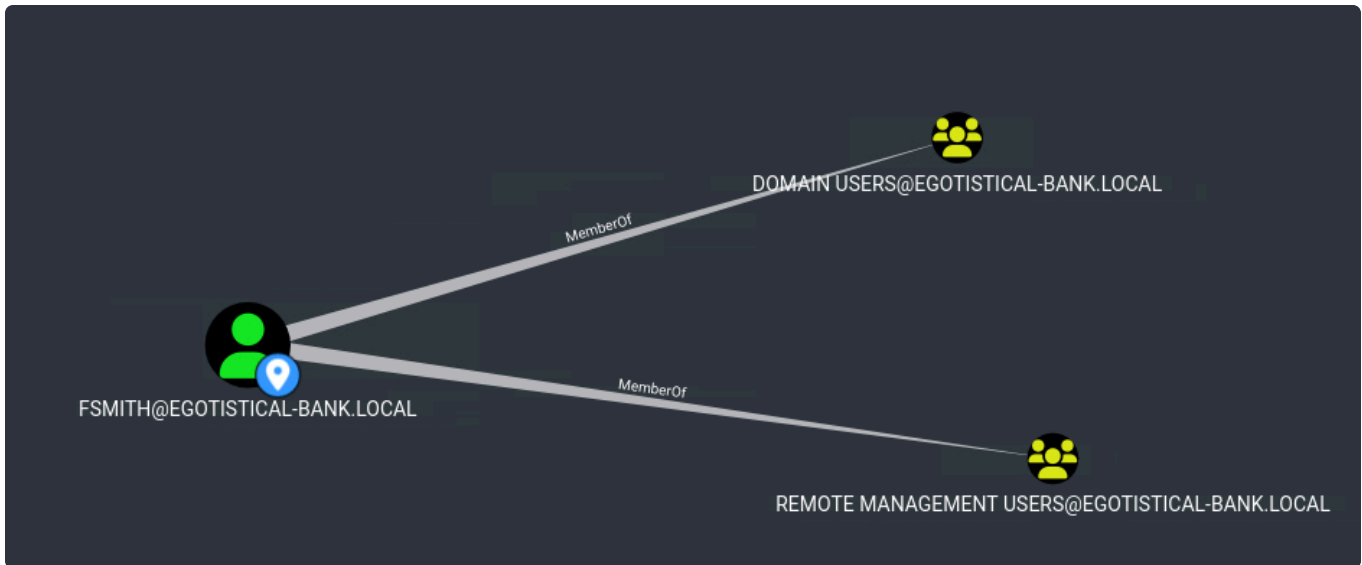 DOMAIN USERS@EGOTISTICAL-BANK.LOCAL
MemberOf
MemberOf
FSMITH@EGOTISTICAL-BANK.LOCAL
REMOTE MANAGEMENT USERS@EGOTISTICAL-BANK.LOCAL